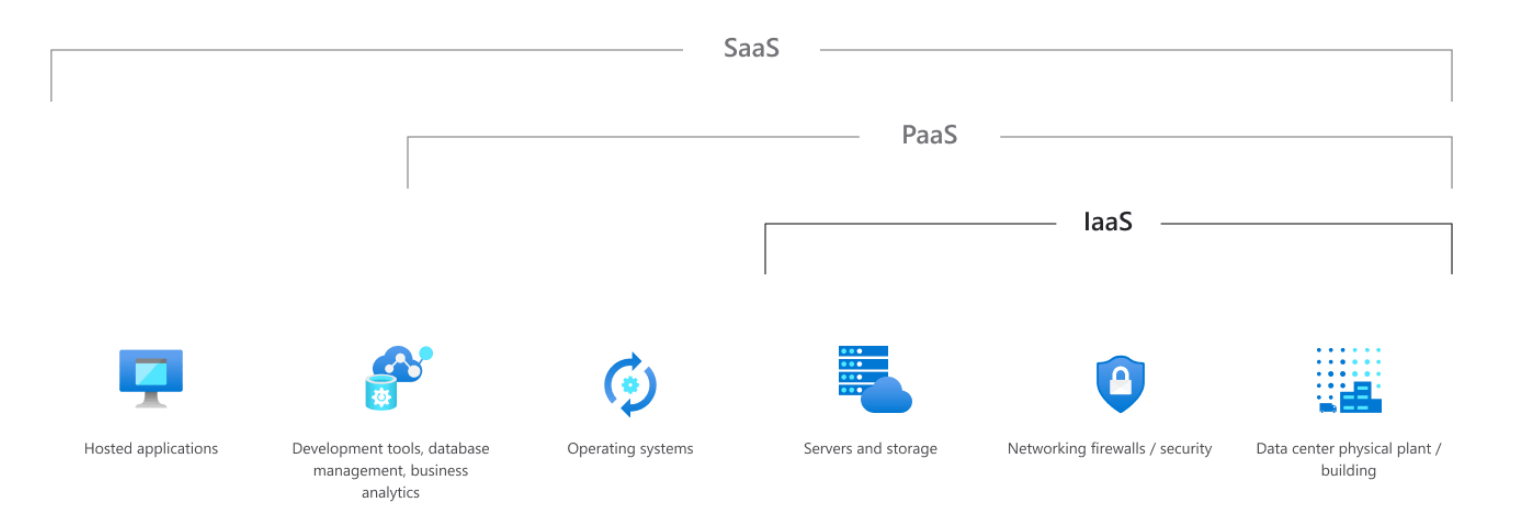 SaaS
PaaS
IaaS
Hosted applications
Development tools, database
management, business
analytics
Operating systems
Servers and storage
Networking firewalls / security
Data center physical plant /
building